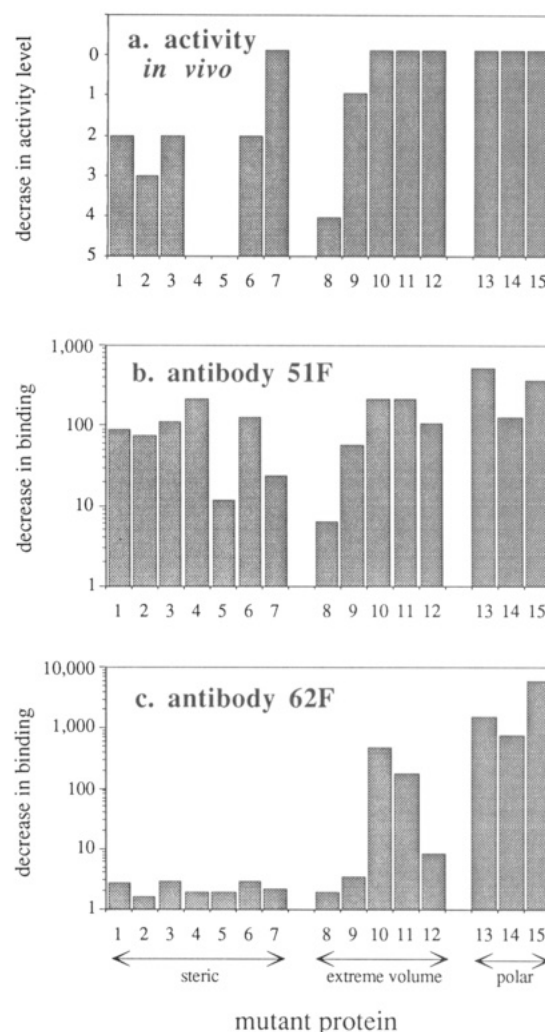 a. activity
in vivo
decrase in activity level
0
1
2
3
4
5
1 2 3 4 5 6 7 8 9 10 11 12 13 14 15
b. antibody 51F
decrease in binding
1,000
100
10
1
1 2 3 4 5 6 7 8 9 10 11 12 13 14 15
c. antibody 62F
decrease in binding
10,000
1,000
100
10
1
1 2 3 4 5 6 7 8 9 10 11 12 13 14 15
steric extreme volume polar
mutant protein